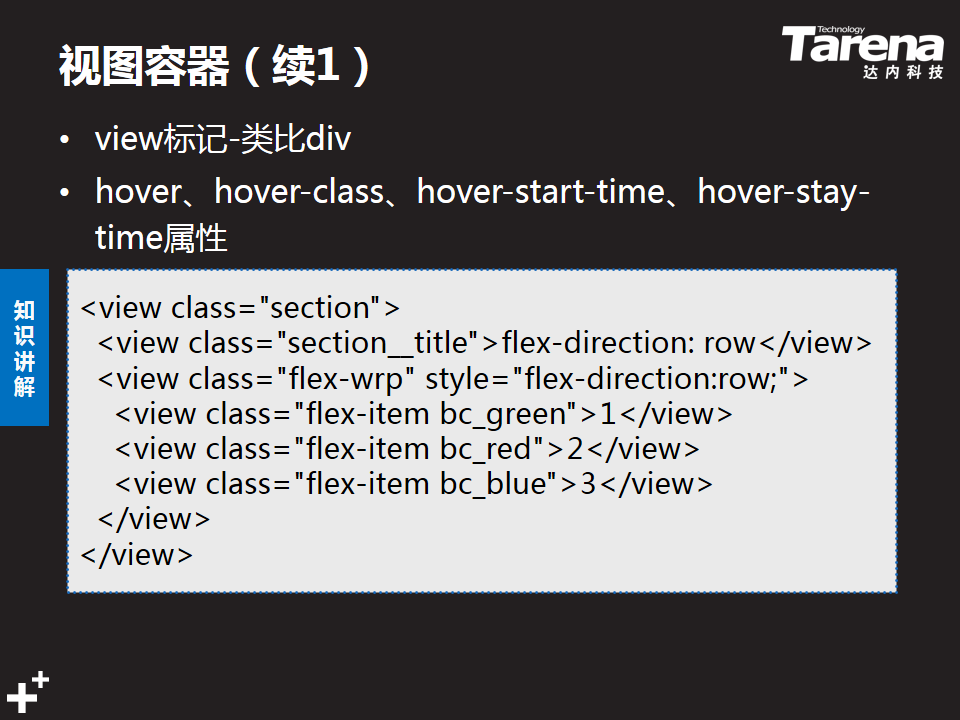 视图容器（续1）
Technology
Tarena
达内科技
• view标记-类比div
• hover、hover-class、hover-start-time、hover-stay-
time属性
知识讲解
<view class="section">
  <view class="section__title">flex-direction: row</view>
  <view class="flex-wrp" style="flex-direction:row;">
    <view class="flex-item bc_green">1</view>
    <view class="flex-item bc_red">2</view>
    <view class="flex-item bc_blue">3</view>
  </view>
</view>